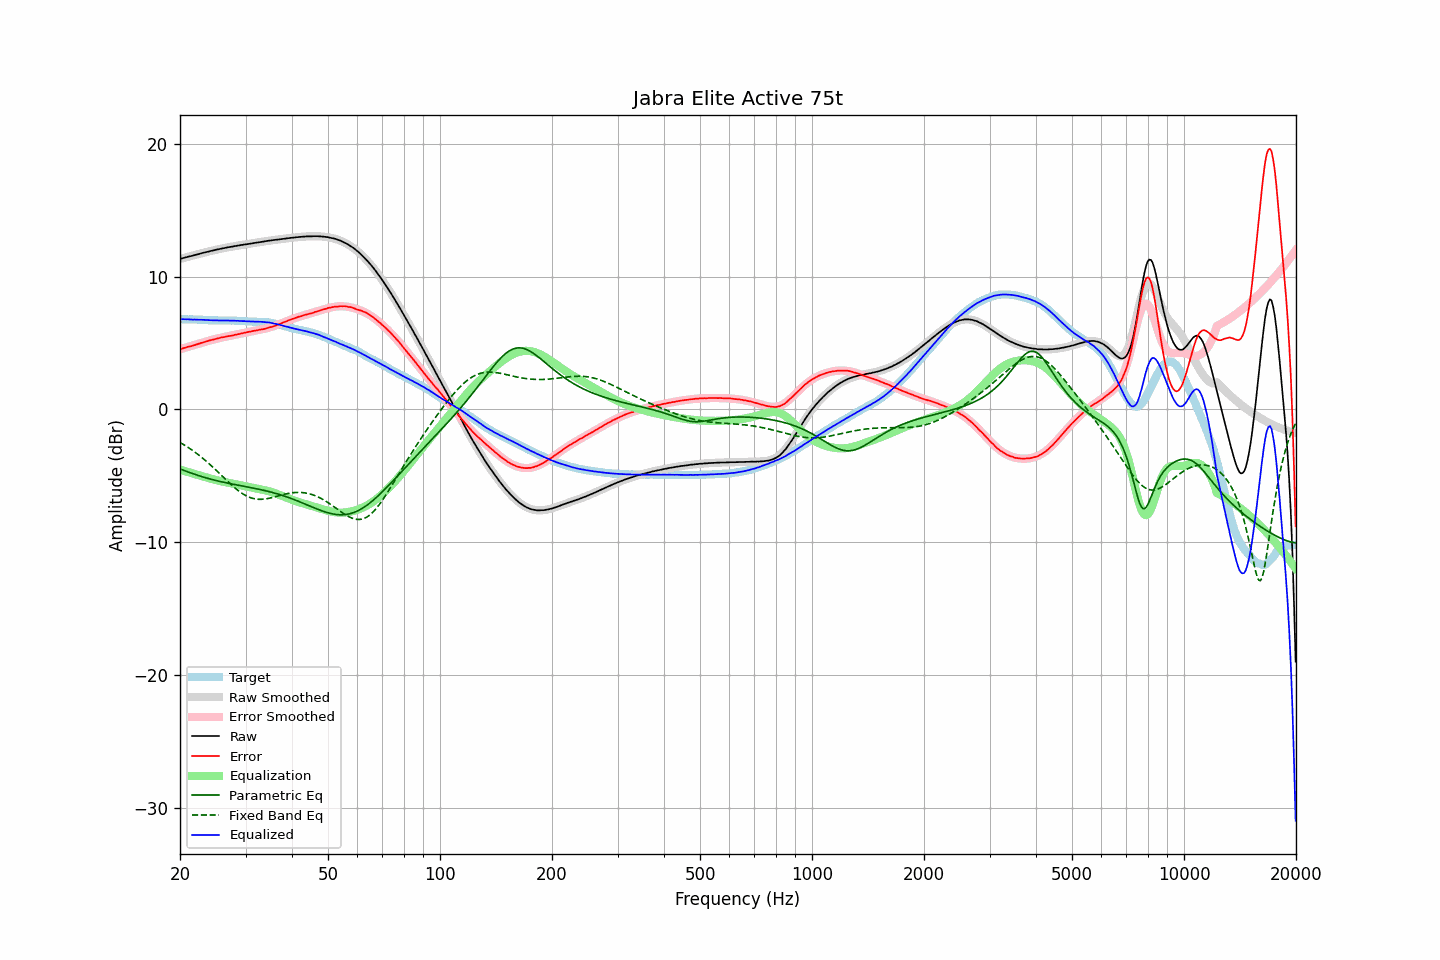 Jabra Elite Active 75t
20
10
0
−10
−20
−30
Amplitude (dBr)
Target
Raw Smoothed
Error Smoothed
Raw
Error
Equalization
Parametric Eq
Fixed Band Eq
Equalized
20 50 100 200 500 1000 2000 5000 10000 20000
Frequency (Hz)